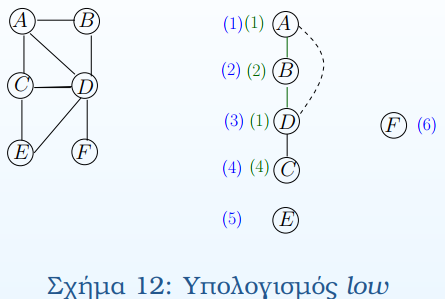 A B (1) (1) A
(2) (2) B
C D (3) (1) D F (6)
E F (4) (4) C
(5) E
Σχήμα 12: Υπολογισμός low